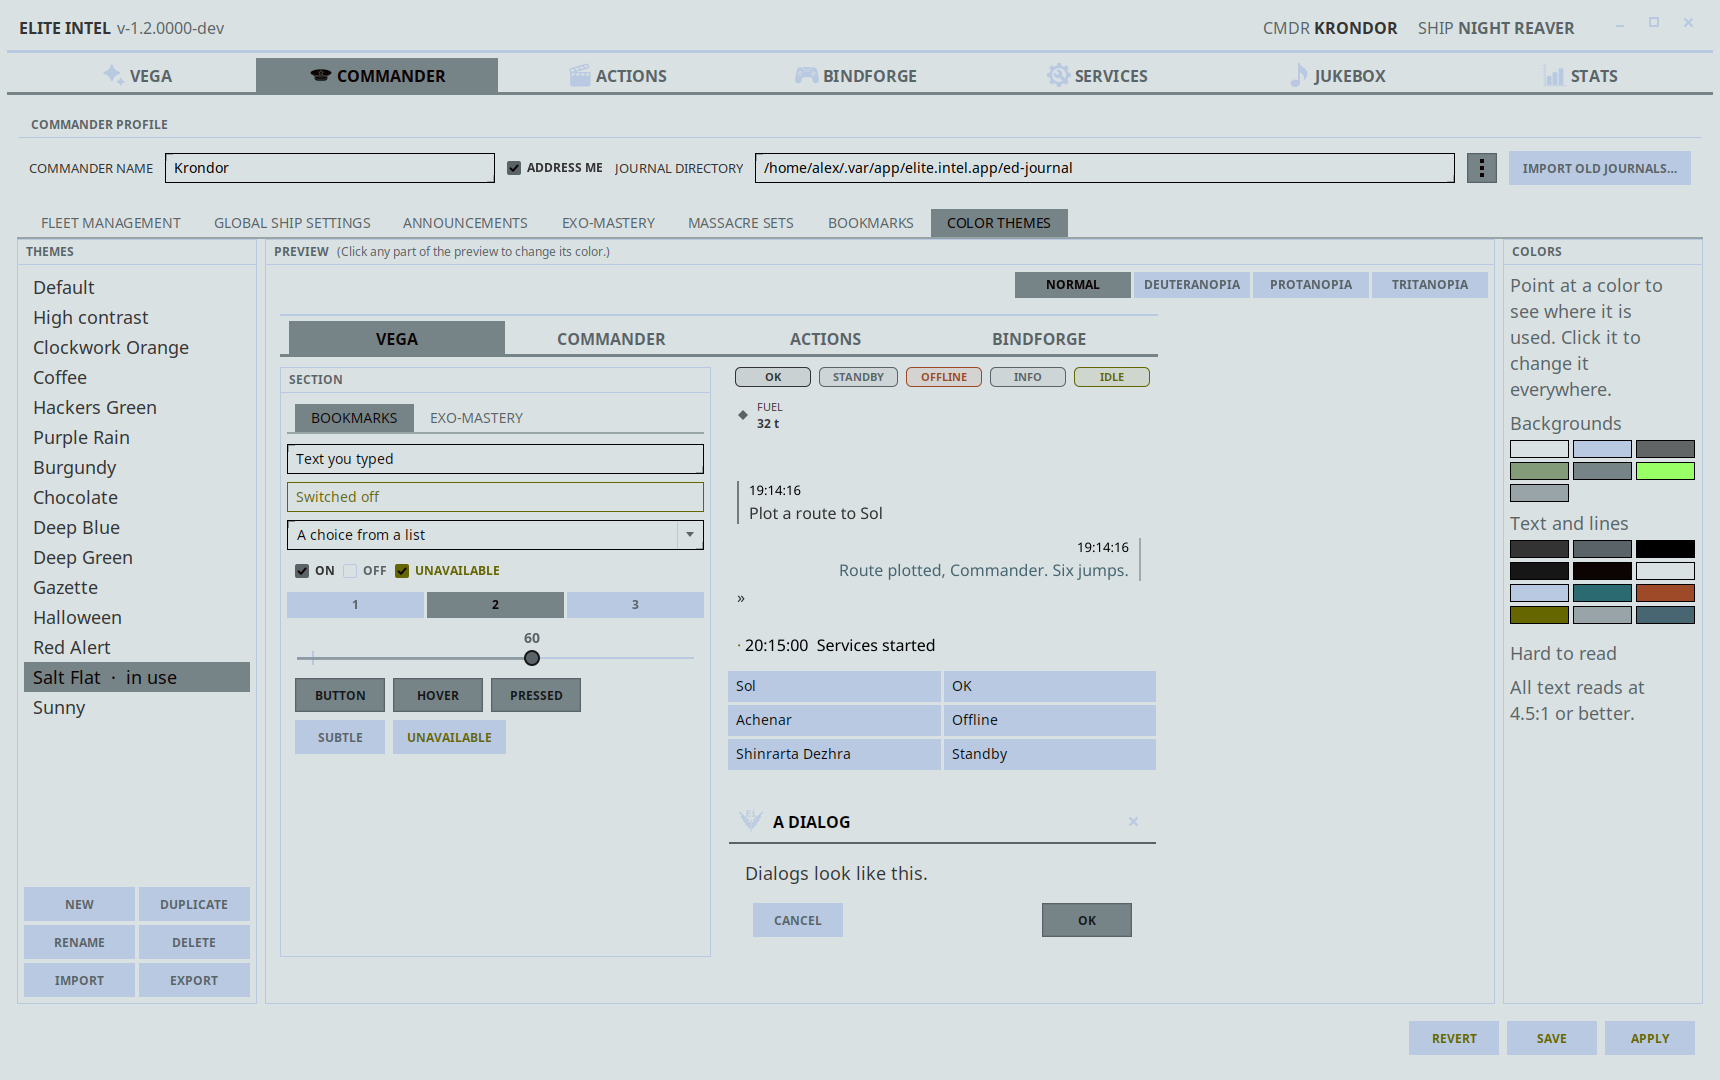 ELITE INTEL v-1.2.0000-dev
CMDR KRONDOR SHIP NIGHT REAVER
VEGA
COMMANDER
ACTIONS
BINDFORGE
SERVICES
JUKEBOX
STATS
COMMANDER PROFILE
COMMANDER NAME
Krondor
ADDRESS ME
JOURNAL DIRECTORY
/home/alex/.var/app/elite.intel.app/ed-journal
IMPORT OLD JOURNALS...
FLEET MANAGEMENT
GLOBAL SHIP SETTINGS
ANNOUNCEMENTS
EXO-MASTERY
MASSACRE SETS
BOOKMARKS
COLOR THEMES
THEMES
Default
High contrast
Clockwork Orange
Coffee
Hackers Green
Purple Rain
Burgundy
Chocolate
Deep Blue
Deep Green
Gazette
Halloween
Red Alert
Salt Flat · in use
Sunny
NEW
DUPLICATE
RENAME
DELETE
IMPORT
EXPORT
PREVIEW (Click any part of the preview to change its color.)
NORMAL
DEUTERANOPIA
PROTANOPIA
TRITANOPIA
VEGA
COMMANDER
ACTIONS
BINDFORGE
SECTION
BOOKMARKS
EXO-MASTERY
Text you typed
Switched off
A choice from a list
ON
OFF
UNAVAILABLE
1
2
3
60
BUTTON
HOVER
PRESSED
SUBTLE
UNAVAILABLE
OK
STANDBY
OFFLINE
INFO
IDLE
FUEL
32 t
19:14:16
Plot a route to Sol
19:14:16
Route plotted, Commander. Six jumps.
»
· 20:15:00 Services started
Sol
OK
Achenar
Offline
Shinrarta Dezhra
Standby
A DIALOG
Dialogs look like this.
CANCEL
OK
COLORS
Point at a color to
see where it is
used. Click it to
change it
everywhere.
Backgrounds
Text and lines
Hard to read
All text reads at
4.5:1 or better.
REVERT
SAVE
APPLY